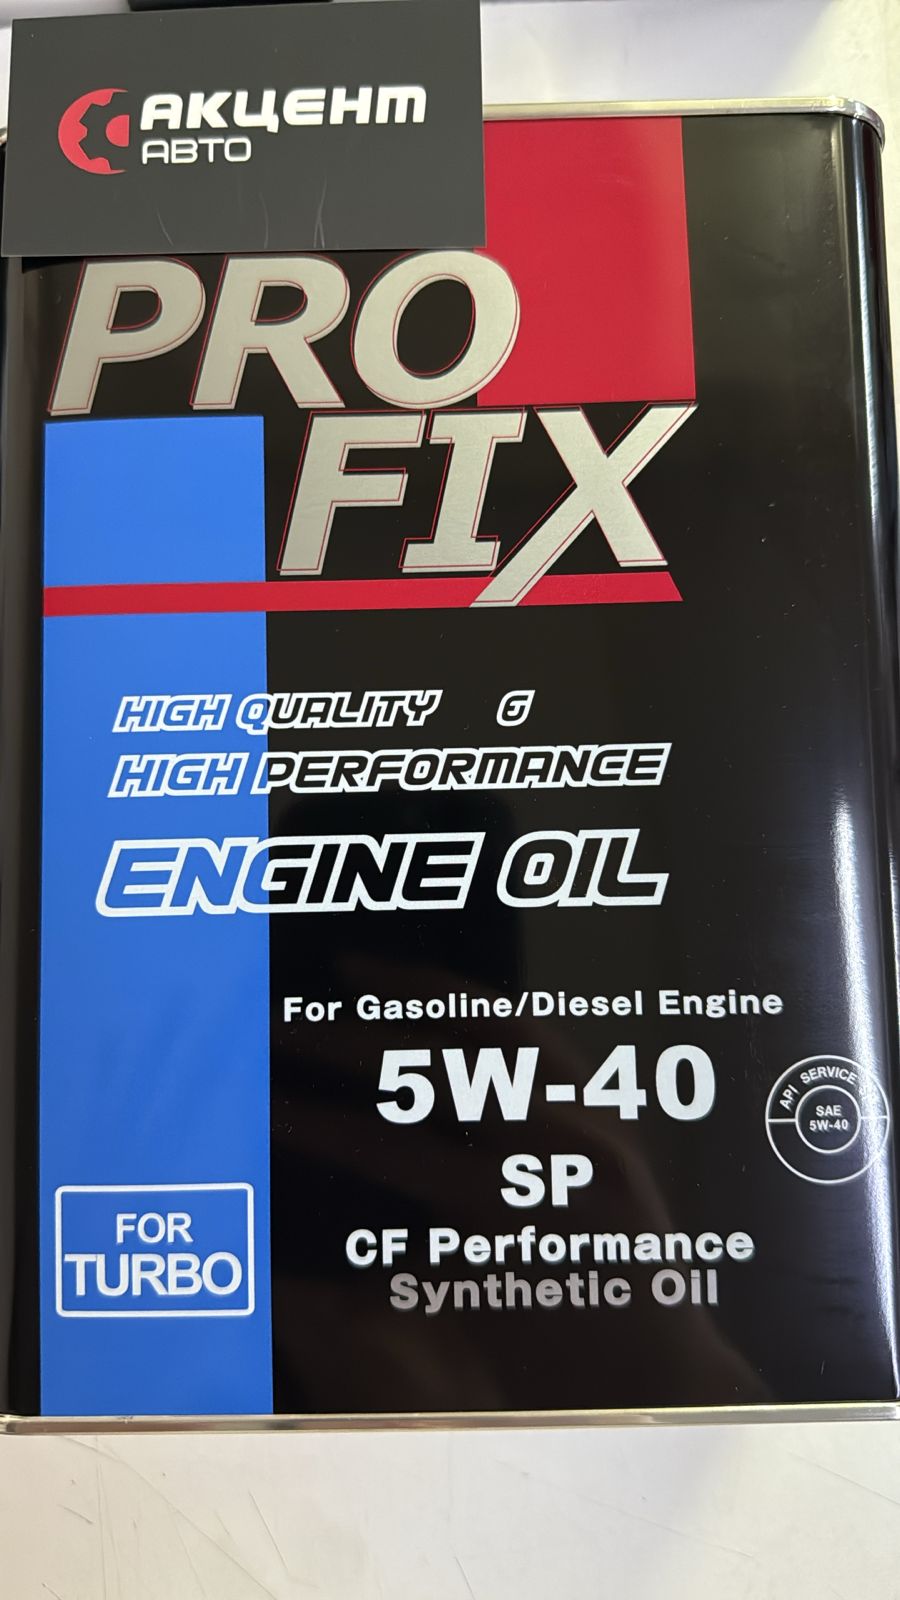 АКЦЕНТ
АВТО
PRO
FIX
HIGH QUALITY &
HIGH PERFORMANCE
ENGINE OIL
For Gasoline/Diesel Engine
5W-40
API SERVICE
SAE
5W-40
SP
CF Performance
Synthetic Oil
FOR
TURBO